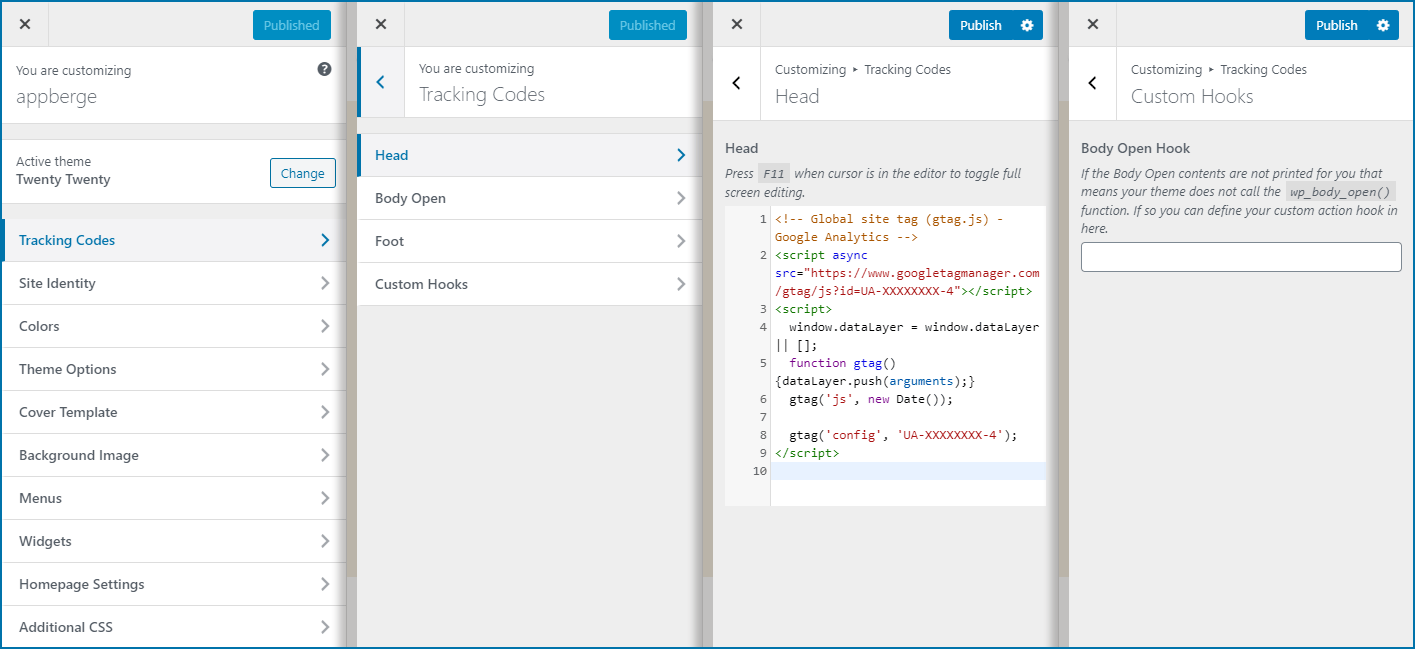 Published
You are customizing
appberge
Active theme
Twenty Twenty
Change
Tracking Codes
Site Identity
Colors
Theme Options
Cover Template
Background Image
Menus
Widgets
Homepage Settings
Additional CSS
Published
You are customizing
Tracking Codes
Head
Body Open
Foot
Custom Hooks
Publish
Customizing ▸ Tracking Codes
Head
Head
Press F11 when cursor is in the editor to toggle full
screen editing.
1 <!-- Global site tag (gtag.js) -
Google Analytics -->
2 <script async
src="https://www.googletagmanager.com
/gtag/js?id=UA-XXXXXXXX-4"></script>
3 <script>
4 window.dataLayer = window.dataLayer
|| [];
5 function gtag()
{dataLayer.push(arguments);}
6 gtag('js', new Date());
7
8 gtag('config', 'UA-XXXXXXXX-4');
9 </script>
10
Publish
Customizing ▸ Tracking Codes
Custom Hooks
Body Open Hook
If the Body Open contents are not printed for you that
means your theme does not call the wp_body_open()
function. If so you can define your custom action hook in
here.